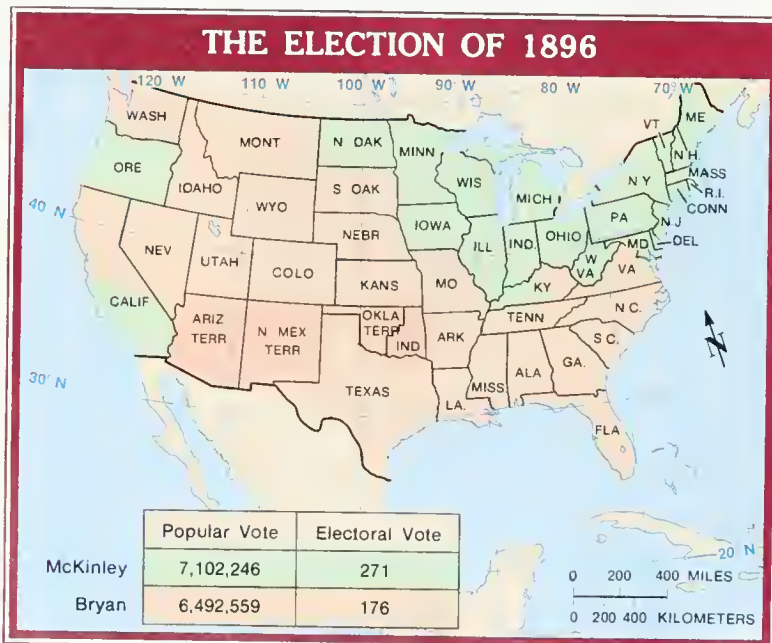 THE ELECTION OF 1896
120 W 110 W 100 W 90 W 80 W 70 W
WASH
MONT
N OAK
MINN
VT
ME
N H.
ORE
IDAHO
S OAK
WIS
MICH
N Y
MASS
R.I.
CONN
40 N
WYO
IOWA
PA
N J
DEL
NEV
UTAH
COLO
NEBR
ILL
IND.
OHIO
W
VA
MD
VA
CALIF
KANS
MO
KY
ARIZ
TERR
N MEX
TERR
OKLA
TERR
IND
ARK
TENN
N C.
S C.
30 N
TEXAS
LA.
MISS
ALA
GA.
FLA
N
20 N
Popular Vote Electoral Vote
McKinley 7,102,246 271
Bryan 6,492,559 176
0 200 400 MILES
0 200 400 KILOMETERS